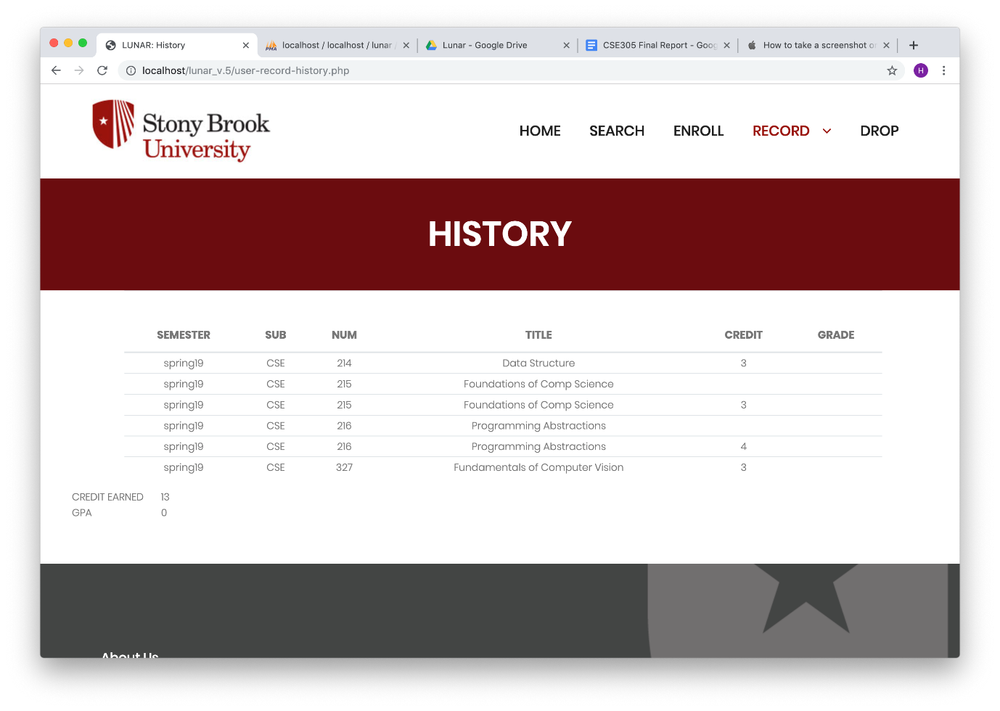 LUNAR: History
localhost / localhost / lunar /
Lunar - Google Drive
CSE305 Final Report - Goog
How to take a screenshot o
localhost/lunar_v.5/user-record-history.php
H
Stony Brook
University
HOME SEARCH ENROLL RECORD DROP
HISTORY
SEMESTER SUB NUM TITLE CREDIT GRADE
spring19 CSE 214 Data Structure 3
spring19 CSE 215 Foundations of Comp Science
spring19 CSE 215 Foundations of Comp Science 3
spring19 CSE 216 Programming Abstractions
spring19 CSE 216 Programming Abstractions 4
spring19 CSE 327 Fundamentals of Computer Vision 3
CREDIT EARNED 13
GPA 0
About Us